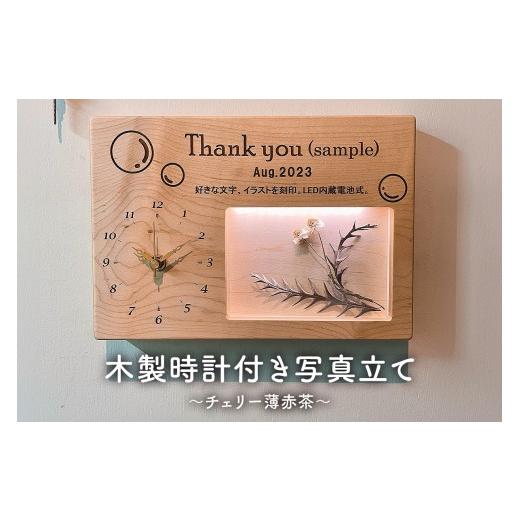 Thank you (sample)
Aug.2023
好きな文字、イラストを刻印。LED内蔵電池式。
12
11 1
10 2
9 3
8 4
7 5
6
木製時計付き写真立て
～チェリー薄赤茶～